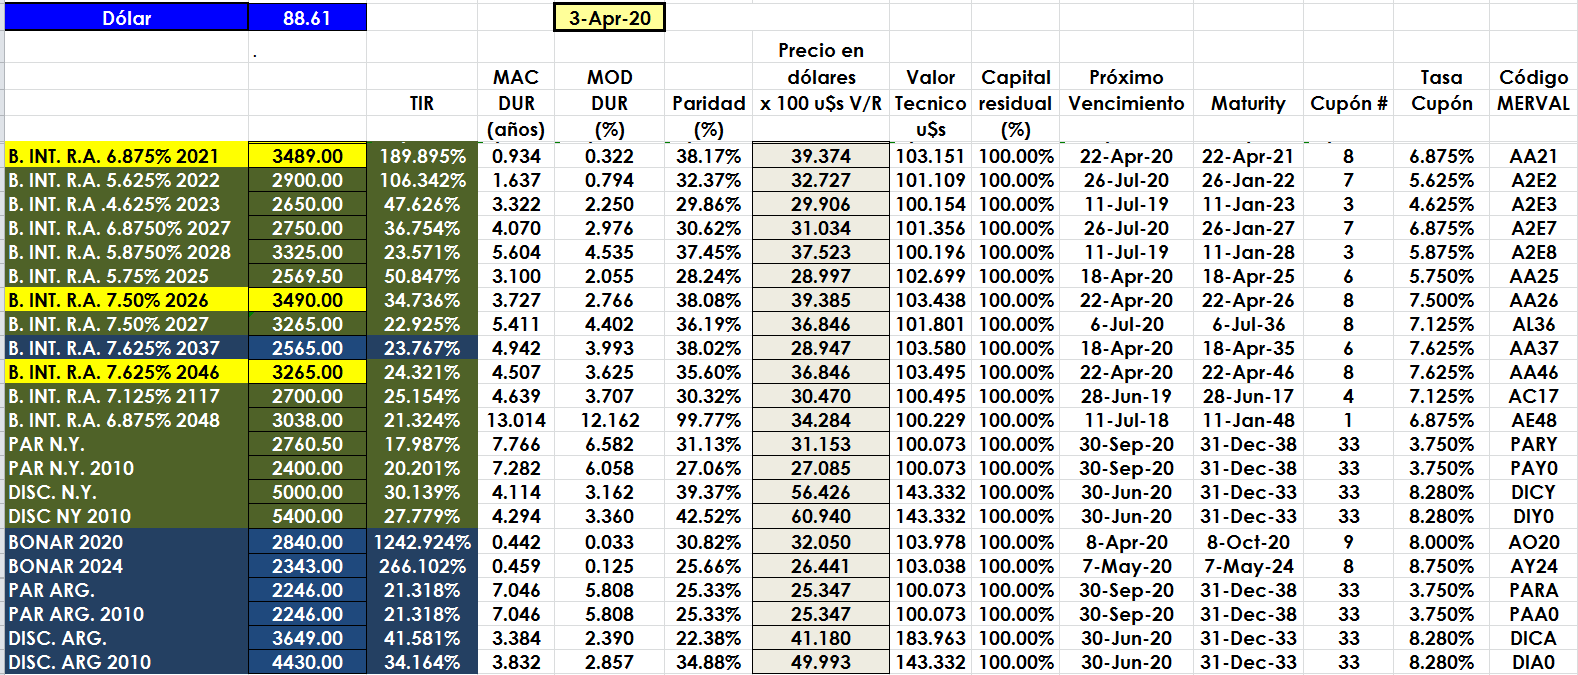 Dólar 88.61 3-Apr-20
.
Precio en
MAC MOD dólares Valor Capital Próximo Tasa Código
TIR DUR DUR Paridad x 100 u$s V/R Tecnico residual Vencimiento Maturity Cupón # Cupón MERVAL
(años) (%) (%) u$s (%)
B. INT. R.A. 6.875% 2021 3489.00 189.895% 0.934 0.322 38.17% 39.374 103.151 100.00% 22-Apr-20 22-Apr-21 8 6.875% AA21
B. INT. R.A. 5.625% 2022 2900.00 106.342% 1.637 0.794 32.37% 32.727 101.109 100.00% 26-Jul-20 26-Jan-22 7 5.625% A2E2
B. INT. R.A .4.625% 2023 2650.00 47.626% 3.322 2.250 29.86% 29.906 100.154 100.00% 11-Jul-19 11-Jan-23 3 4.625% A2E3
B. INT. R.A. 6.8750% 2027 2750.00 36.754% 4.070 2.976 30.62% 31.034 101.356 100.00% 26-Jul-20 26-Jan-27 7 6.875% A2E7
B. INT. R.A. 5.8750% 2028 3325.00 23.571% 5.604 4.535 37.45% 37.523 100.196 100.00% 11-Jul-19 11-Jan-28 3 5.875% A2E8
B. INT. R.A. 5.75% 2025 2569.50 50.847% 3.100 2.055 28.24% 28.997 102.699 100.00% 18-Apr-20 18-Apr-25 6 5.750% AA25
B. INT. R.A. 7.50% 2026 3490.00 34.736% 3.727 2.766 38.08% 39.385 103.438 100.00% 22-Apr-20 22-Apr-26 8 7.500% AA26
B. INT. R.A. 7.50% 2027 3265.00 22.925% 5.411 4.402 36.19% 36.846 101.801 100.00% 6-Jul-20 6-Jul-36 8 7.125% AL36
B. INT. R.A. 7.625% 2037 2565.00 23.767% 4.942 3.993 38.02% 28.947 103.580 100.00% 18-Apr-20 18-Apr-35 6 7.625% AA37
B. INT. R.A. 7.625% 2046 3265.00 24.321% 4.507 3.625 35.60% 36.846 103.495 100.00% 22-Apr-20 22-Apr-46 8 7.625% AA46
B. INT. R.A. 7.125% 2117 2700.00 25.154% 4.639 3.707 30.32% 30.470 100.495 100.00% 28-Jun-19 28-Jun-17 4 7.125% AC17
B. INT. R.A. 6.875% 2048 3038.00 21.324% 13.014 12.162 99.77% 34.284 100.229 100.00% 11-Jul-18 11-Jan-48 1 6.875% AE48
PAR N.Y. 2760.50 17.987% 7.766 6.582 31.13% 31.153 100.073 100.00% 30-Sep-20 31-Dec-38 33 3.750% PARY
PAR N.Y. 2010 2400.00 20.201% 7.282 6.058 27.06% 27.085 100.073 100.00% 30-Sep-20 31-Dec-38 33 3.750% PAY0
DISC. N.Y. 5000.00 30.139% 4.114 3.162 39.37% 56.426 143.332 100.00% 30-Jun-20 31-Dec-33 33 8.280% DICY
DISC NY 2010 5400.00 27.779% 4.294 3.360 42.52% 60.940 143.332 100.00% 30-Jun-20 31-Dec-33 33 8.280% DIY0
BONAR 2020 2840.00 1242.924% 0.442 0.033 30.82% 32.050 103.978 100.00% 8-Apr-20 8-Oct-20 9 8.000% AO20
BONAR 2024 2343.00 266.102% 0.459 0.125 25.66% 26.441 103.038 100.00% 7-May-20 7-May-24 8 8.750% AY24
PAR ARG. 2246.00 21.318% 7.046 5.808 25.33% 25.347 100.073 100.00% 30-Sep-20 31-Dec-38 33 3.750% PARA
PAR ARG. 2010 2246.00 21.318% 7.046 5.808 25.33% 25.347 100.073 100.00% 30-Sep-20 31-Dec-38 33 3.750% PAA0
DISC. ARG. 3649.00 41.581% 3.384 2.390 22.38% 41.180 183.963 100.00% 30-Jun-20 31-Dec-33 33 8.280% DICA
DISC. ARG 2010 4430.00 34.164% 3.832 2.857 34.88% 49.993 143.332 100.00% 30-Jun-20 31-Dec-33 33 8.280% DIA0